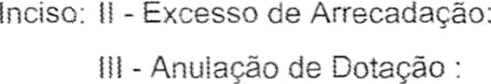 Inciso: II - Excesso de Arrecadação:
III - Anulação de Dotação :